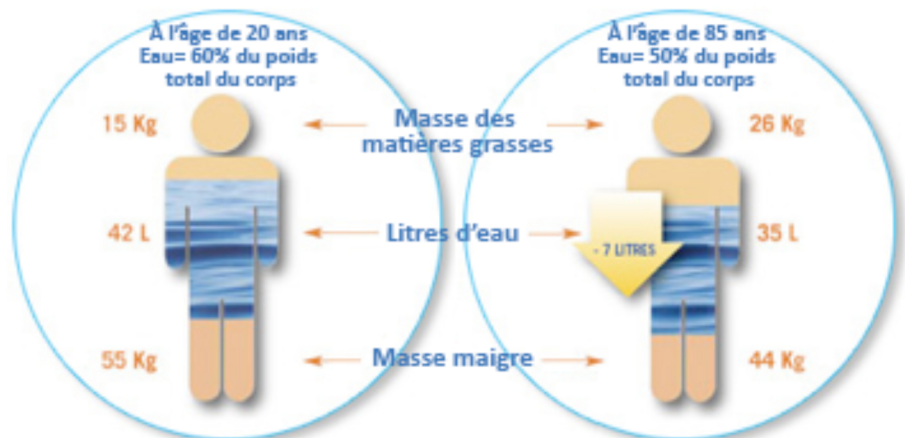 À l'âge de 20 ans
Eau= 60% du poids
total du corps
À l'âge de 85 ans
Eau= 50% du poids
total du corps
15 Kg
Masse des
matières grasses
26 Kg
42 L
Litres d'eau
- 7 LITRES
35 L
55 Kg
Masse maigre
44 Kg